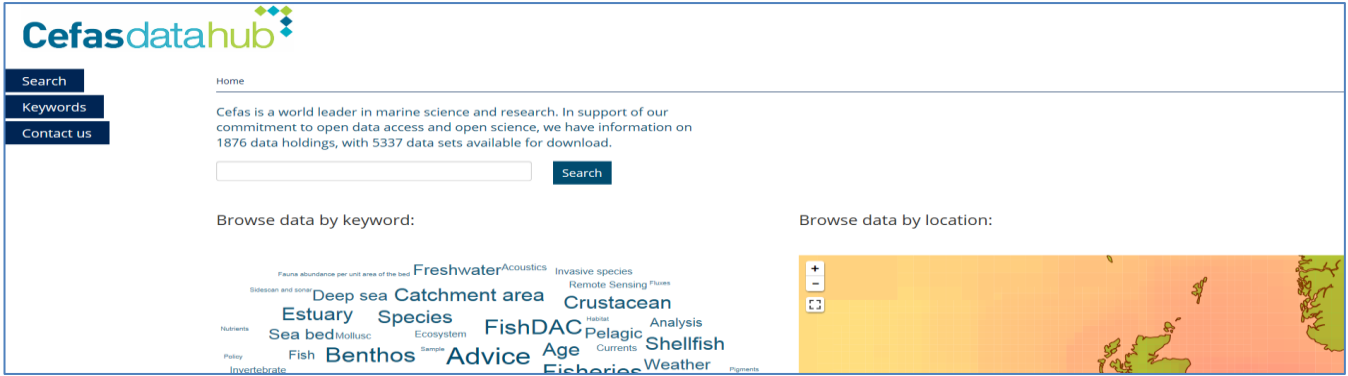 Cefasdatahub
Search
Keywords
Contact us
Home
Cefas is a world leader in marine science and research. In support of our
commitment to open data access and open science, we have information on
1876 data holdings, with 5337 data sets available for download.
Search
Browse data by keyword:
Browse data by location:
Fauna abundance per unit area of the bed Freshwater Acoustics Invasive species
Remote Sensing Fluxes
Sidescan and sonar Deep sea Catchment area Crustacean
Estuary Species FishDAC Habitat Analysis
Nutrients Sea bed Mollusc Ecosystem Pelagic Shellfish
Policy Fish Benthos Sample Advice Age Currents Weather
Invertebrate Fisheries Pigments
+
−